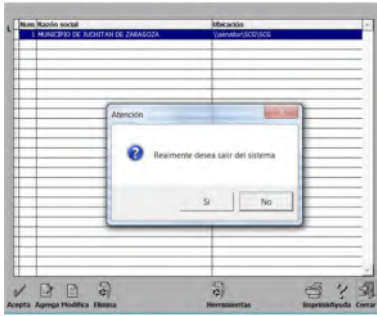 Num Razón social Ubicación
1 MUNICIPIO DE JUCHITAN DE ZARAGOZA \\servidor\SCG\SCG
Atención
Realmente desea salir del sistema
Si No
Acepta Agrega Modifica Elimina Herramientas Imprimir Ayuda Cerrar